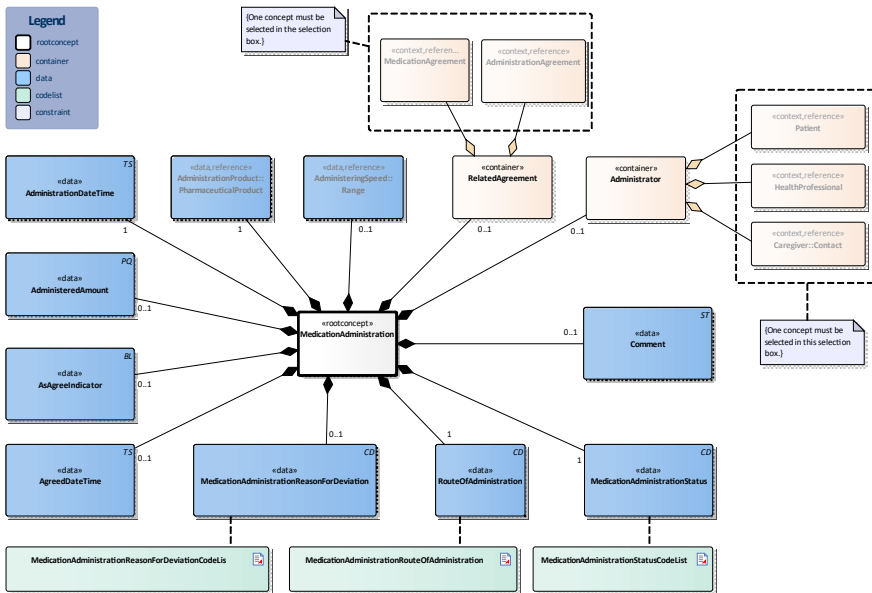 Legend
rootconcept
container
data
codelist
constraint
{One concept must be
selected in the selection
box.}
«context,referen...
MedicationAgreement
«context,reference»
AdministrationAgreement
«context,reference»
Patient
«context,reference»
HealthProfessional
«context,reference»
Caregiver::Contact
{One concept must be
selected in this selection
box.}
TS
«data»
AdministrationDateTime
1
«data,reference»
AdministrationProduct::
PharmaceuticalProduct
1
«data,reference»
AdministeringSpeed::
Range
0..1
«container»
RelatedAgreement
0..1
«container»
Administrator
0..1
PQ
«data»
AdministeredAmount
0..1
«rootconcept»
MedicationAdministration
ST
«data»
Comment
0..1
BL
«data»
AsAgreeIndicator
0..1
TS
«data»
AgreedDateTime
0..1
CD
«data»
MedicationAdministrationReasonForDeviation
0..1
CD
«data»
RouteOfAdministration
1
CD
«data»
MedicationAdministrationStatus
1
MedicationAdministrationReasonForDeviationCodeLis
MedicationAdministrationRouteOfAdministration
MedicationAdministrationStatusCodeList